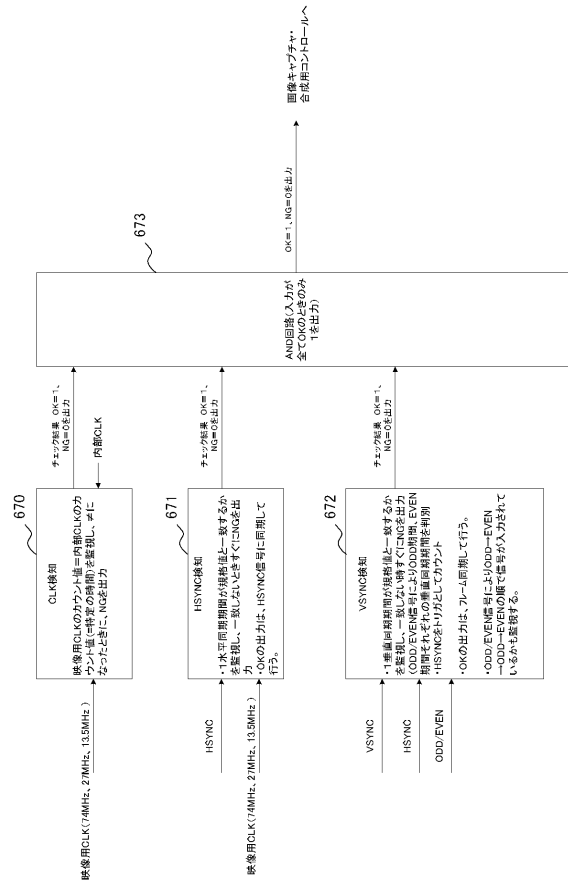 670
CLK検知
映像用CLKのカウント値＝内部CLKのカ
ウント値(=特定の時間)を監視し、≠に
なったときに、NGを出力
映像用CLK(74MHz、27MHz、13.5MHz )
内部CLK
チェック結果 OK=1、
NG=0を出力
671
HSYNC検知
・1水平同期期間が規格値と一致するか
を監視し、一致しないときすぐにNGを出
力
・OKの出力は、HSYNC信号に同期して
行う。
HSYNC
映像用CLK(74MHz、27MHz、13.5MHz )
チェック結果 OK=1、
NG=0を出力
672
VSYNC検知
・1垂直同期期間が規格値と一致するか
を監視し、一致しない時すぐにNGを出力
(ODD/EVEN信号によりODD期間、EVEN
期間それぞれの垂直同期期間を判別
・HSYNCをトリガとしてカウント
・OKの出力は、フレーム同期して行う。
・ODD/EVEN信号によりODD→EVEN
→ODD→EVENの順で信号が入力されて
いるかも監視する。
VSYNC
HSYNC
ODD/EVEN
チェック結果 OK=1、
NG=0を出力
673
AND回路(入力が
全てOKのときのみ
1を出力)
OK=1、NG=0を出力
画像キャプチャ・
合成用コントロールへ